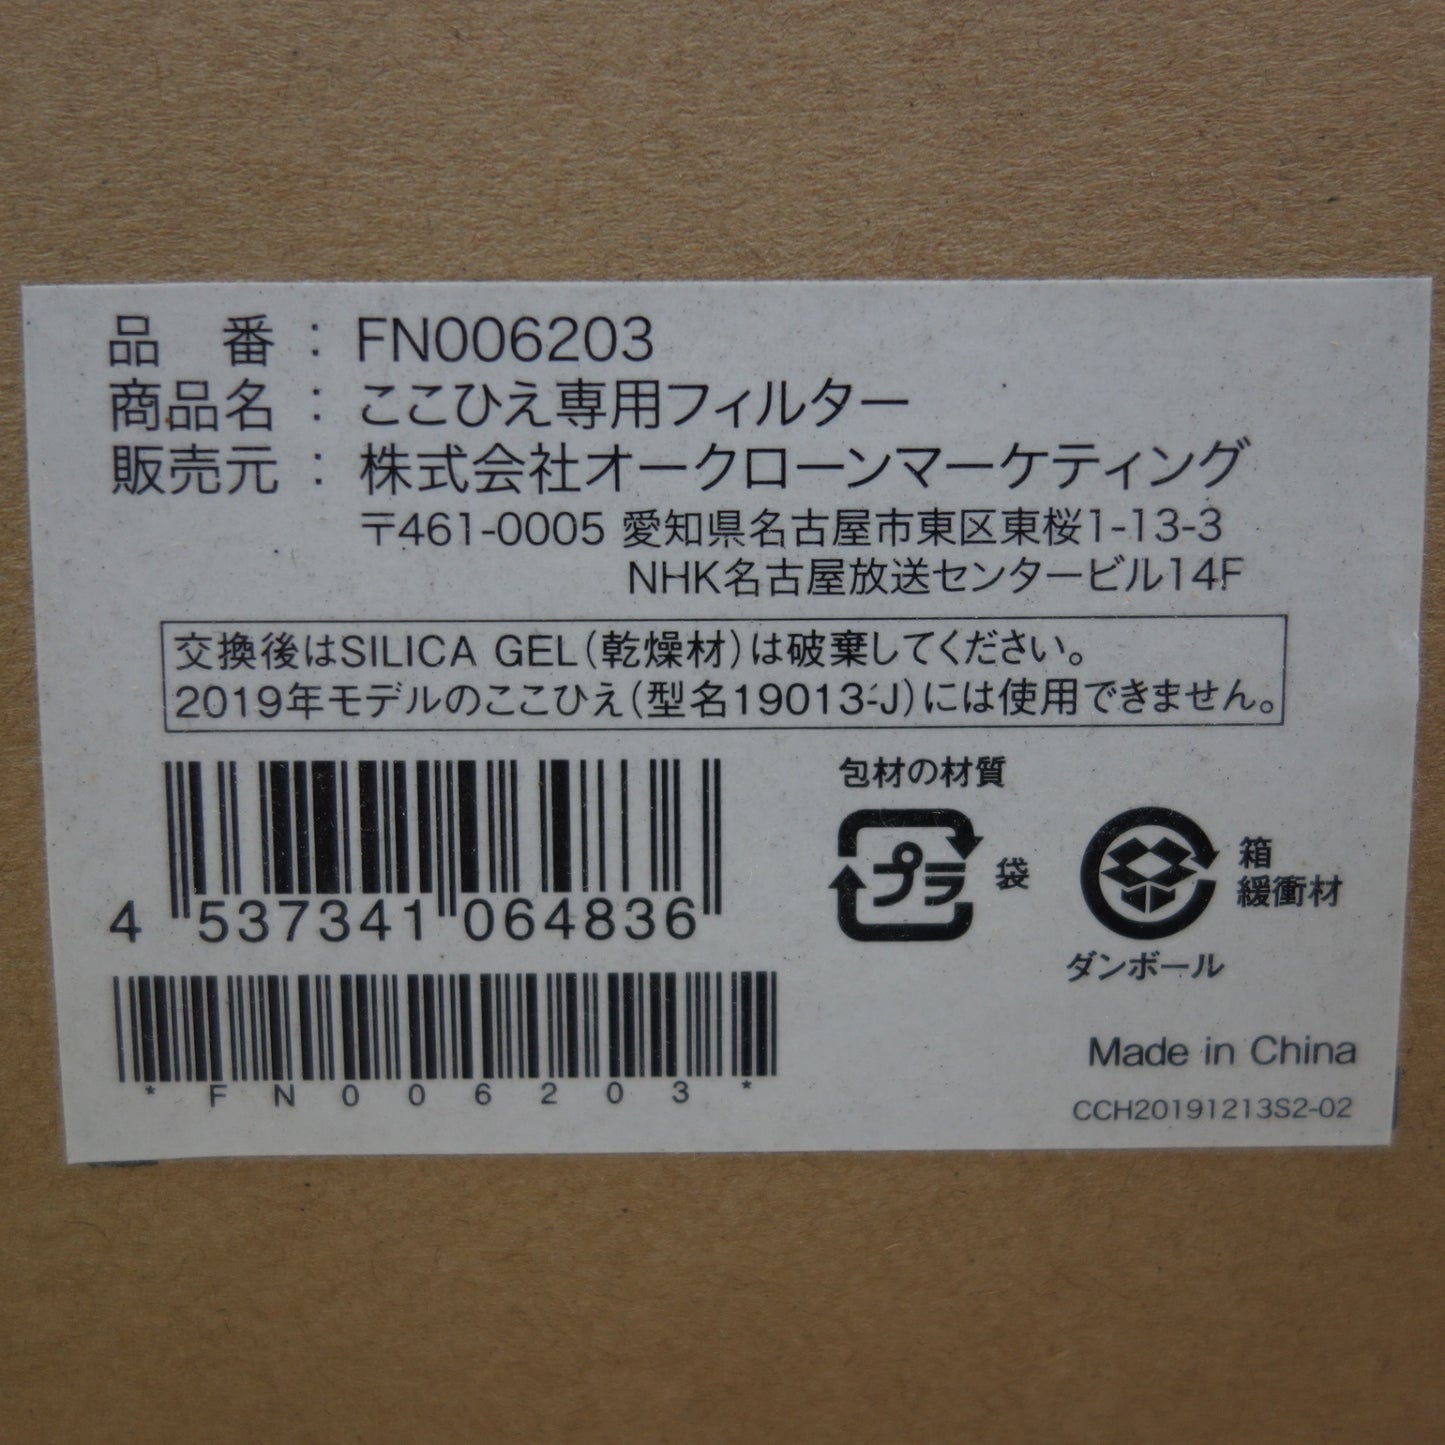 品 番 : FN006203
商品名 : ここひえ専用フィルター
販売元 : 株式会社オークローンマーケティング
〒461-0005 愛知県名古屋市東区東桜1-13-3
NHK名古屋放送センタービル14F
交換後はSILICA GEL(乾燥材)は破棄してください。
2019年モデルのここひえ(型名19013-J)には使用できません。
4 537341 064836
*FN006203*
包材の材質
プラ 袋
箱
緩衝材
ダンボール
Made in China
CCH20191213S2-02